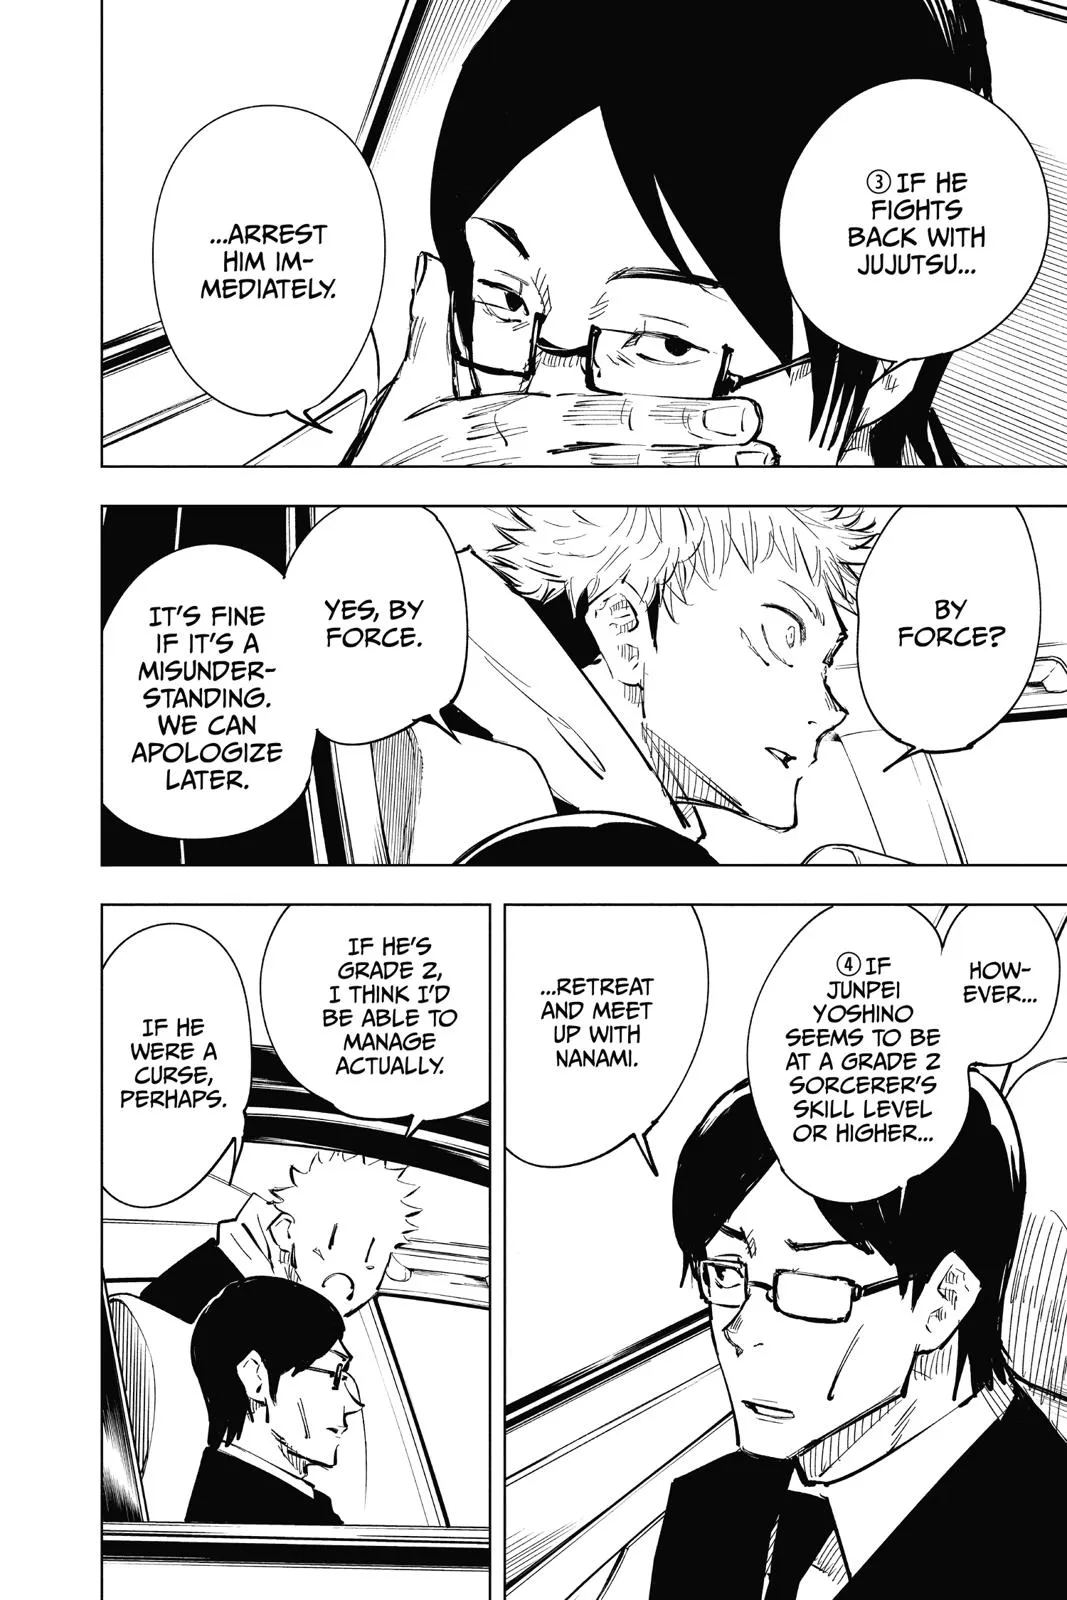 ③ IF HE
FIGHTS
BACK WITH
JUJUTSU...
...ARREST
HIM IM-
MEDIATELY.
BY
FORCE?
YES, BY
FORCE.
IT'S FINE
IF IT'S A
MISUNDER-
STANDING.
WE CAN
APOLOGIZE
LATER.
HOW-
EVER...
④ IF
JUNPEI
YOSHINO
SEEMS TO BE
AT A GRADE 2
SORCERER'S
SKILL LEVEL
OR HIGHER...
...RETREAT
AND MEET
UP WITH
NANAMI.
IF HE'S
GRADE 2,
I THINK I'D
BE ABLE TO
MANAGE
ACTUALLY.
IF HE
WERE A
CURSE,
PERHAPS.